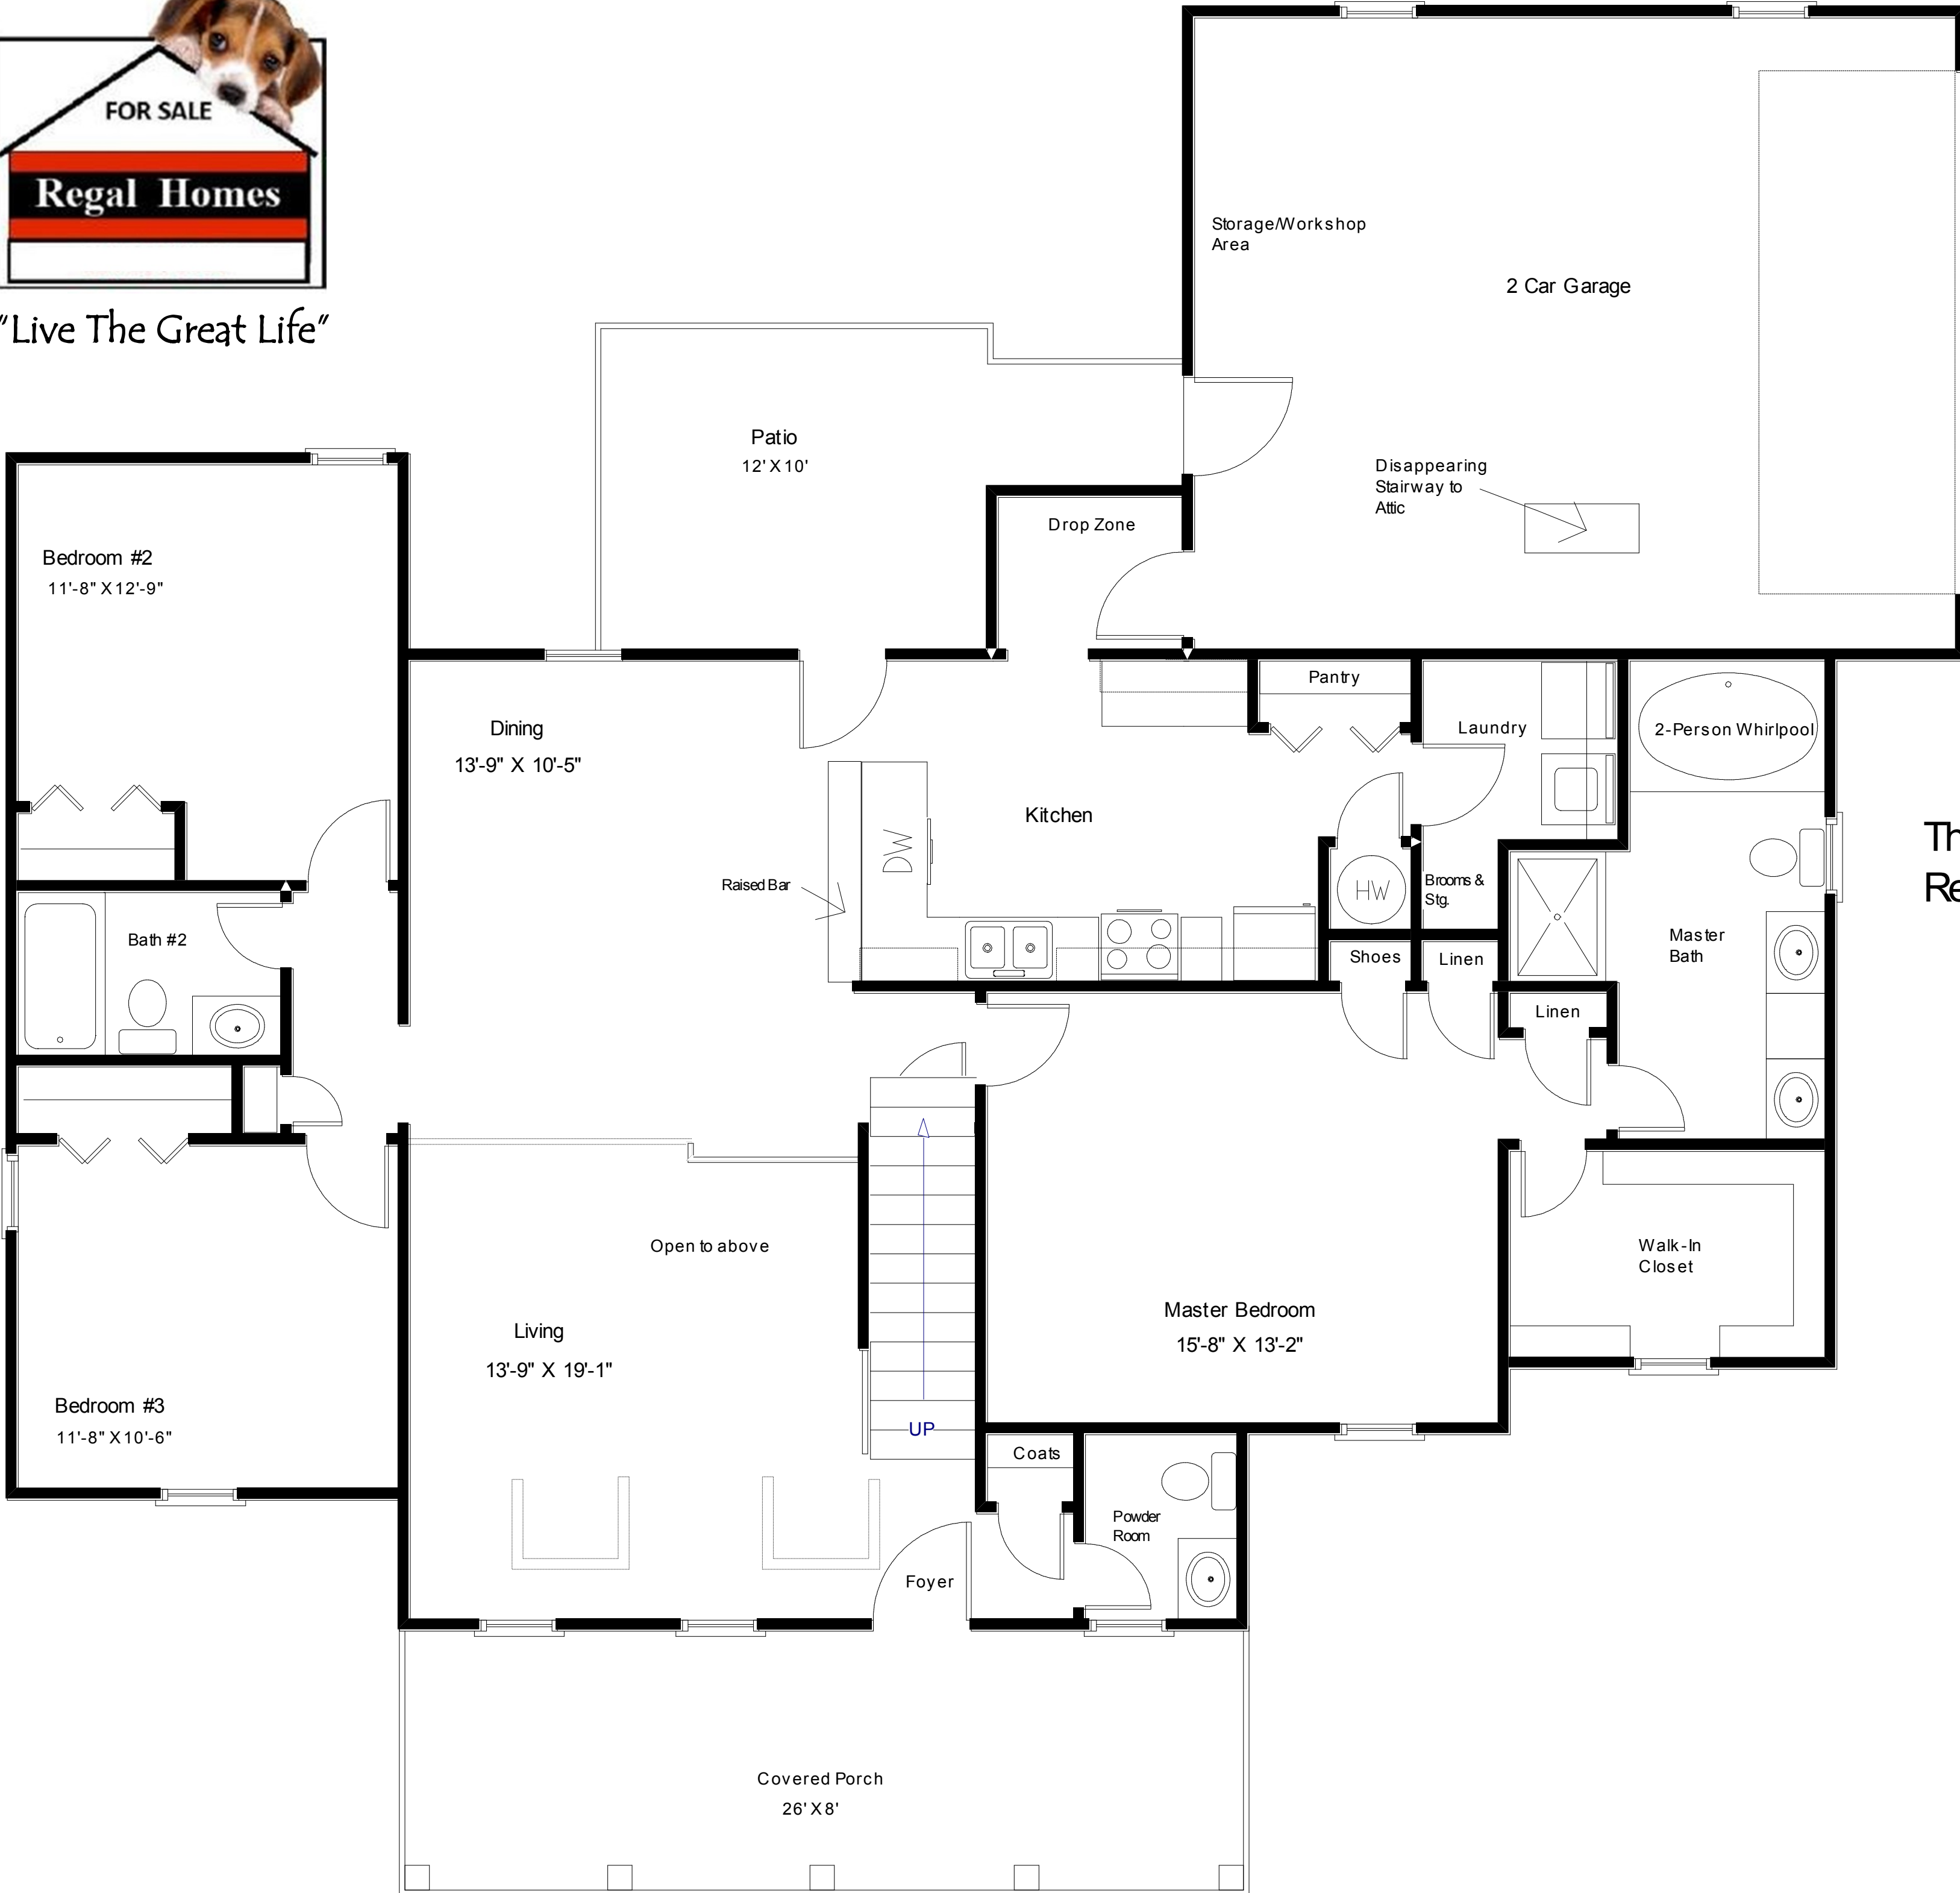 FOR SALE
Regal Homes
"Live The Great Life"
Storage/Workshop
Area
2 Car Garage
Patio
12' X 10'
Disappearing
Stairway to
Attic
Drop Zone
Bedroom #2
11'-8" X 12'-9"
Pantry
Laundry
2-Person Whirlpool
Dining
13'-9" X 10'-5"
Kitchen
DW
Raised Bar
HW
Brooms &
Stg.
Th
Re
Bath #2
Master
Bath
Shoes
Linen
Linen
Open to above
Walk-In
Closet
Living
13'-9" X 19'-1"
Master Bedroom
15'-8" X 13'-2"
Bedroom #3
11'-8" X 10'-6"
UP
Coats
Powder
Room
Foyer
Covered Porch
26' X 8'